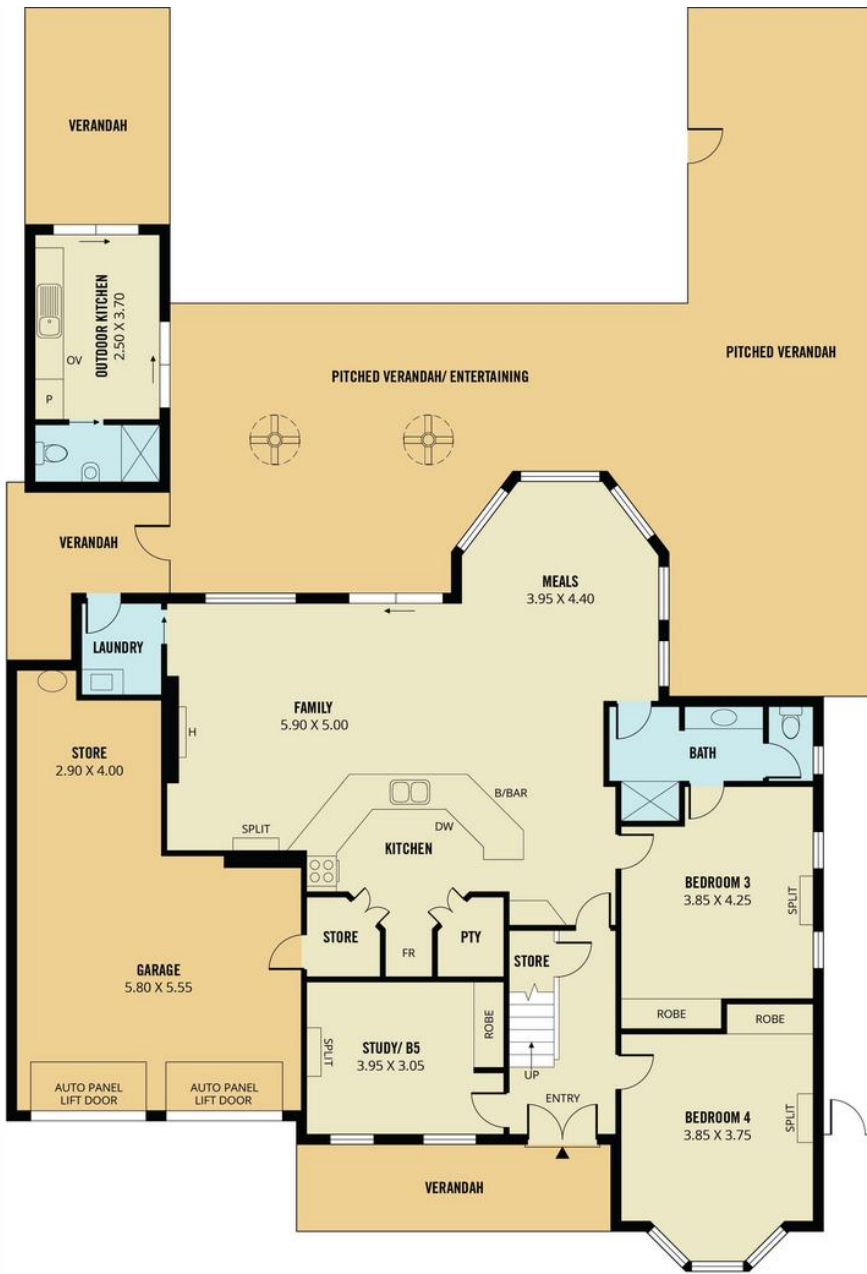 VERANDAH
OUTDOOR KITCHEN
2.50 X 3.70
OV
P
PITCHED VERANDAH/ ENTERTAINING
PITCHED VERANDAH
VERANDAH
MEALS
3.95 X 4.40
LAUNDRY
FAMILY
5.90 X 5.00
H
STORE
2.90 X 4.00
BATH
B/BAR
SPLIT
DW
KITCHEN
BEDROOM 3
3.85 X 4.25
SPLIT
STORE
FR
PTY
STORE
GARAGE
5.80 X 5.55
ROBE
ROBE
ROBE
SPLIT
STUDY/ B5
3.95 X 3.05
UP
AUTO PANEL
LIFT DOOR
AUTO PANEL
LIFT DOOR
ENTRY
BEDROOM 4
3.85 X 3.75
SPLIT
VERANDAH